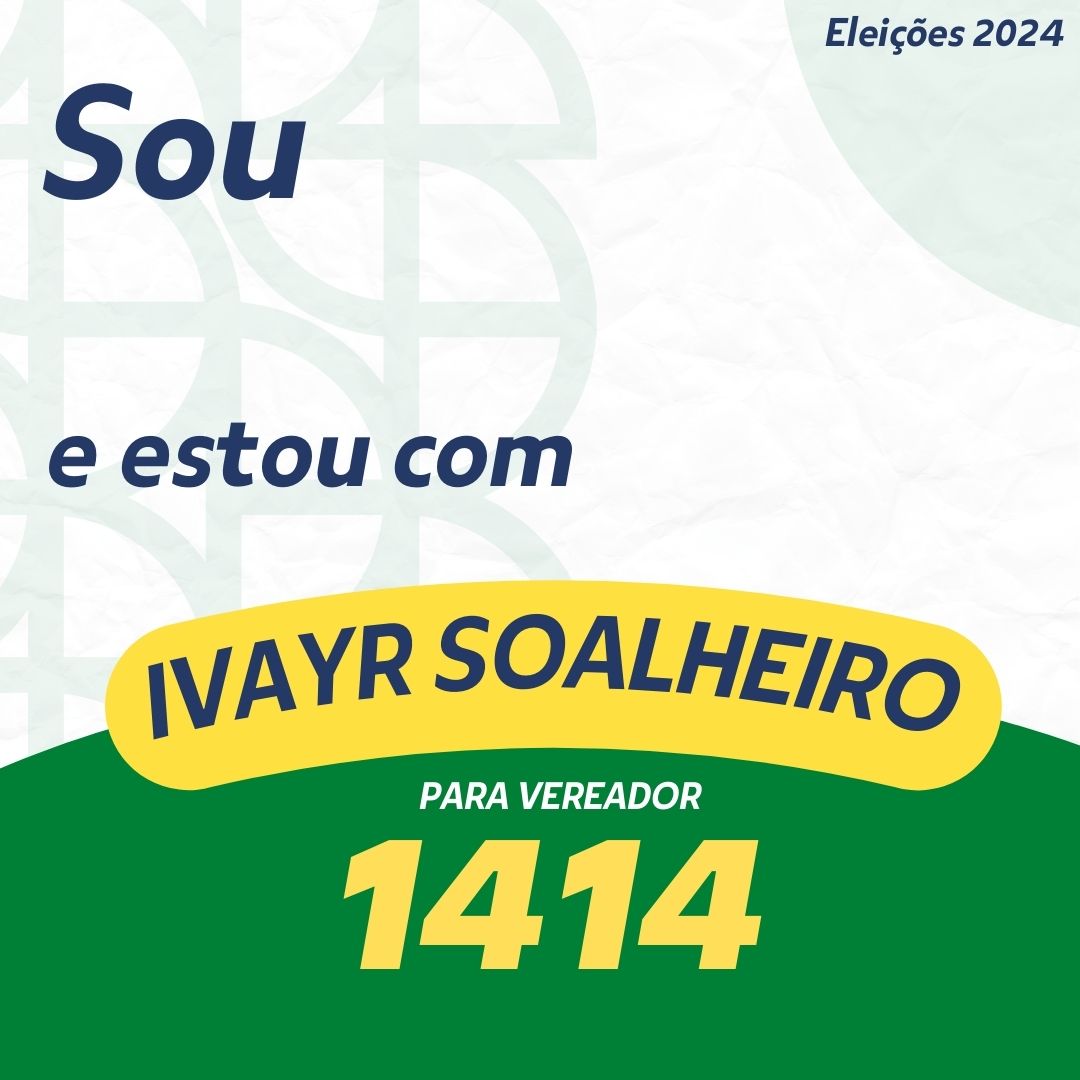 Eleições 2024
Sou
e estou com
IVAYR SOALHEIRO
PARA VEREADOR
1414